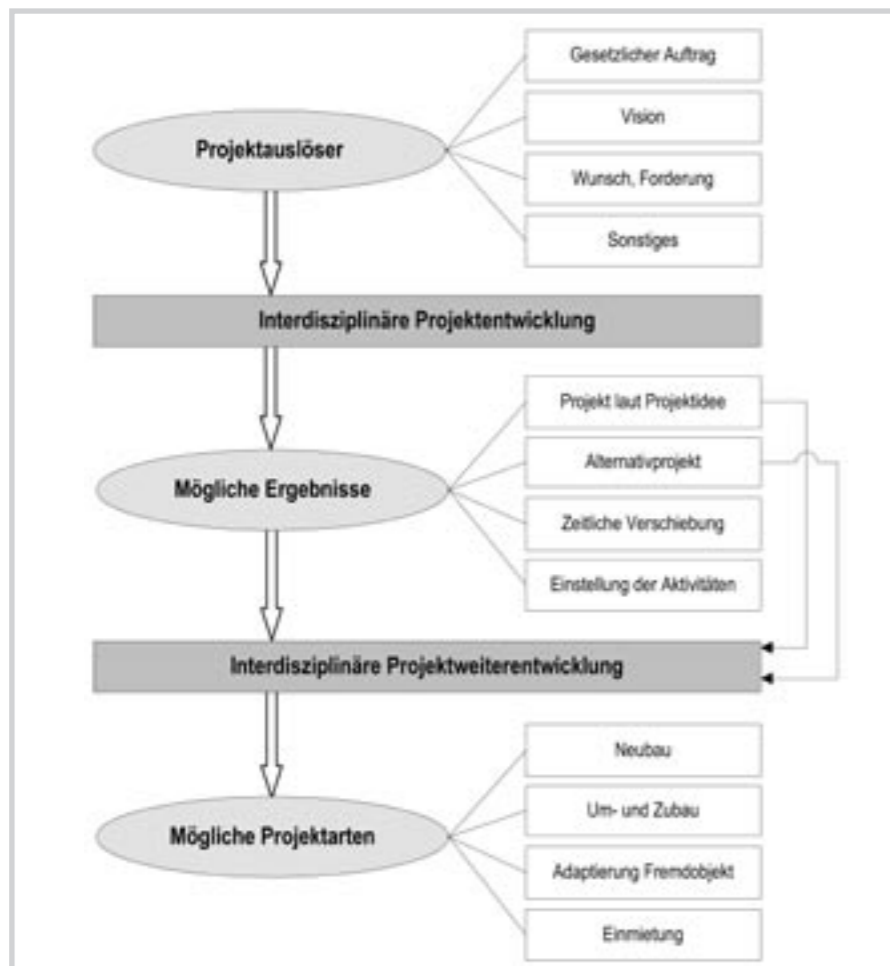 Gesetzlicher Auftrag
Vision
Projektauslöser
Wunsch, Forderung
Sonstiges
Interdisziplinäre Projektentwicklung
Projekt laut Projektidee
Alternativprojekt
Mögliche Ergebnisse
Zeitliche Verschiebung
Einstellung der Aktivitäten
Interdisziplinäre Projektweiterentwicklung
Neubau
Um- und Zubau
Mögliche Projektarten
Adaptierung Fremdobjekt
Einmietung